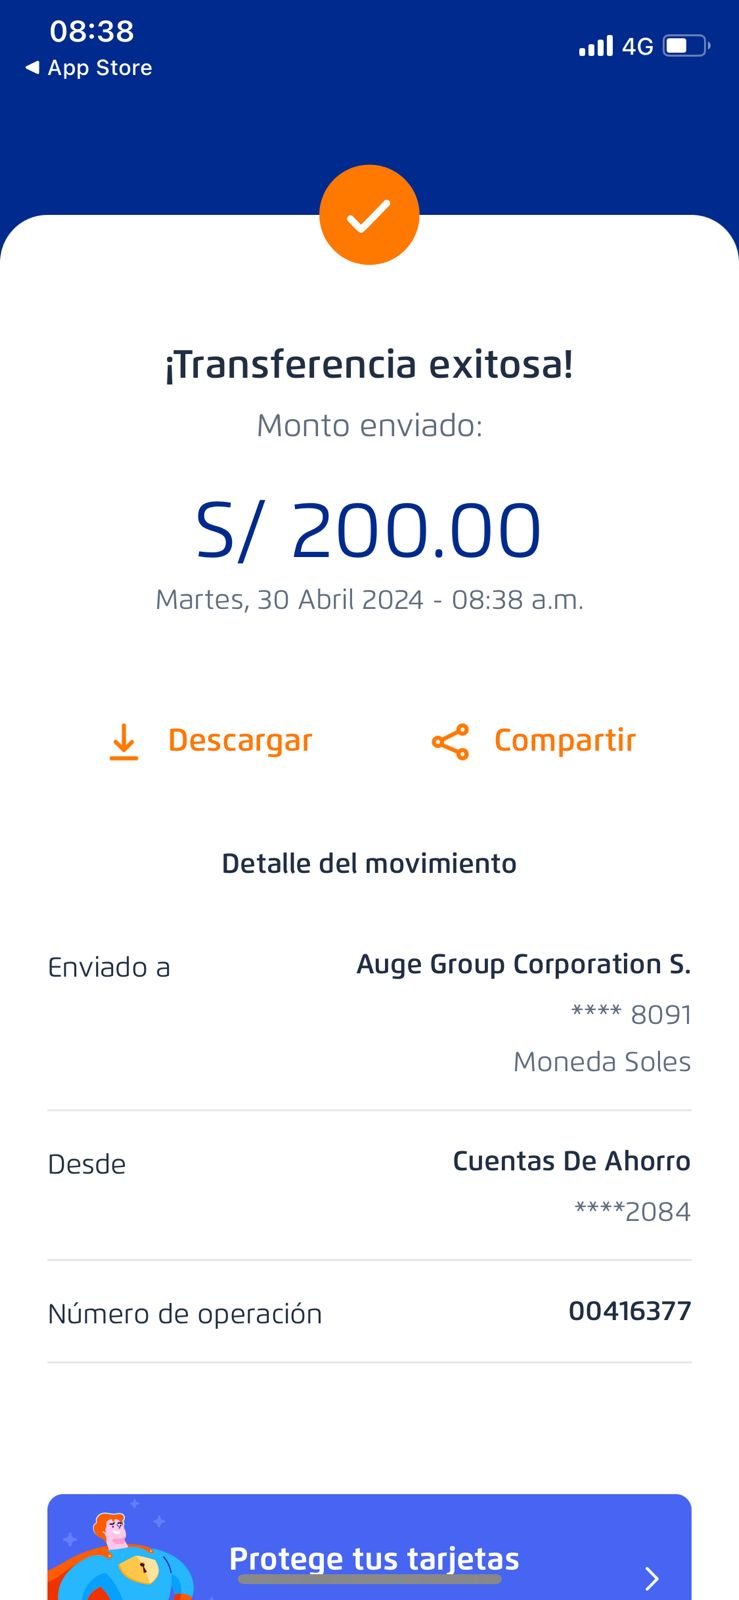 08:38
4G
◀ App Store
¡Transferencia exitosa!
Monto enviado:
S/ 200.00
Martes, 30 Abril 2024 - 08:38 a.m.
Descargar
Compartir
Detalle del movimiento
Enviado a
Auge Group Corporation S.
**** 8091
Moneda Soles
Desde
Cuentas De Ahorro
****2084
Número de operación
00416377
Protege tus tarjetas